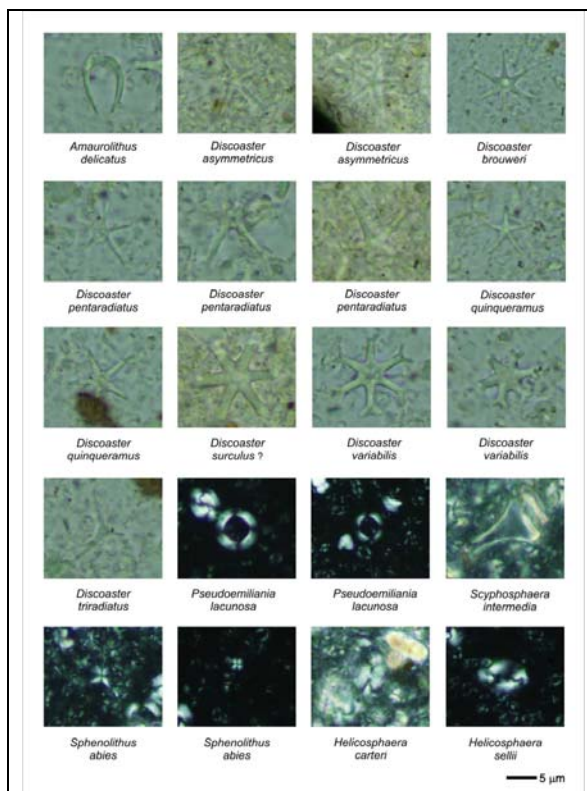 Amaurolithus
delicatus
Discoaster
asymmetricus
Discoaster
asymmetricus
Discoaster
brouweri
Discoaster
pentaradiatus
Discoaster
pentaradiatus
Discoaster
pentaradiatus
Discoaster
quinqueramus
Discoaster
quinqueramus
Discoaster
surculus ?
Discoaster
variabilis
Discoaster
variabilis
Discoaster
triradiatus
Pseudoemiliania
lacunosa
Pseudoemiliania
lacunosa
Scyphosphaera
intermedia
Sphenolithus
abies
Sphenolithus
abies
Helicosphaera
carteri
Helicosphaera
sellii
5 µm